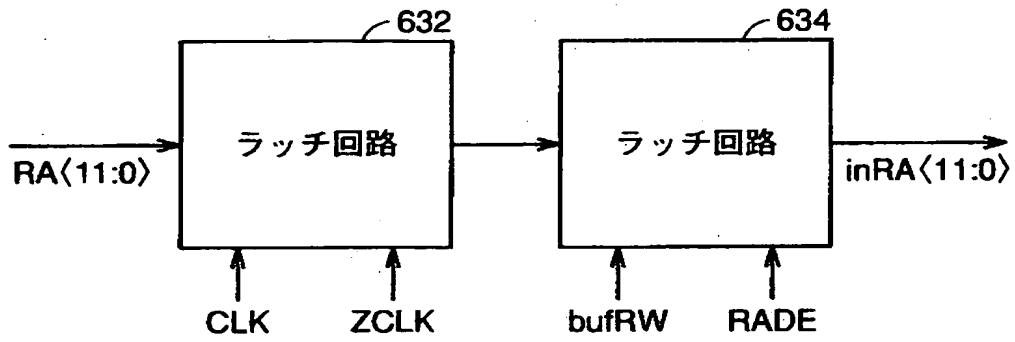 632
634
ラッチ回路
ラッチ回路
RA〈11:0〉
inRA〈11:0〉
CLK
ZCLK
bufRW
RADE